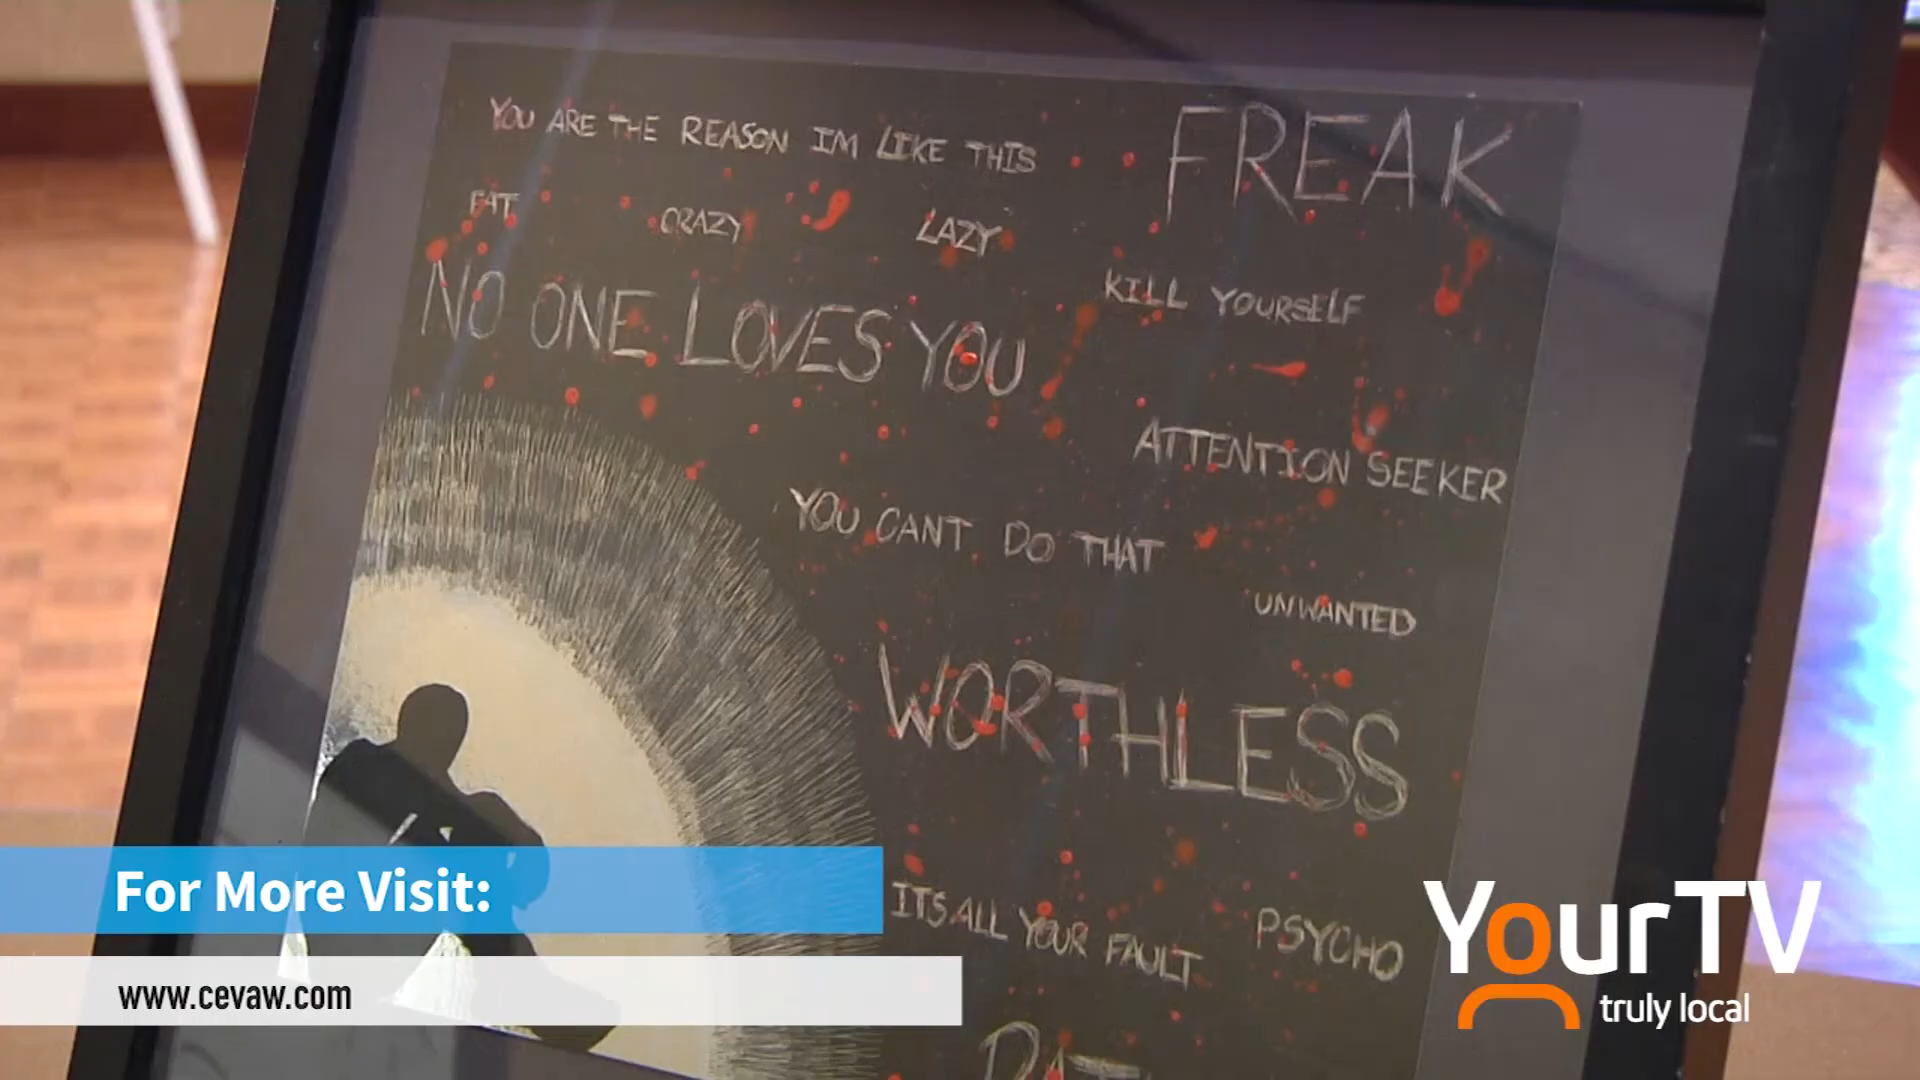 YOU ARE THE REASON IM LIKE THIS
FREAK
FAT
CRAZY
LAZY
KILL YOURSELF
NO ONE LOVES YOU
ATTENTION SEEKER
YOU CANT DO THAT
UNWANTED
WORTHLESS
ITS ALL YOUR FAULT
PSYCHO
For More Visit:
www.cevaw.com
YourTV
truly local